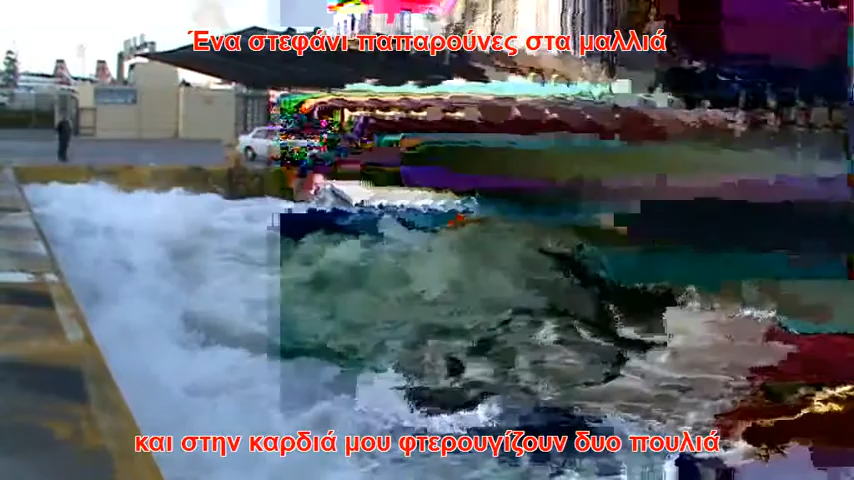 Ένα στεφάνι παπαρούνες στα μαλλιά
και στην καρδιά μου φτερουγίζουν δυο πουλιά